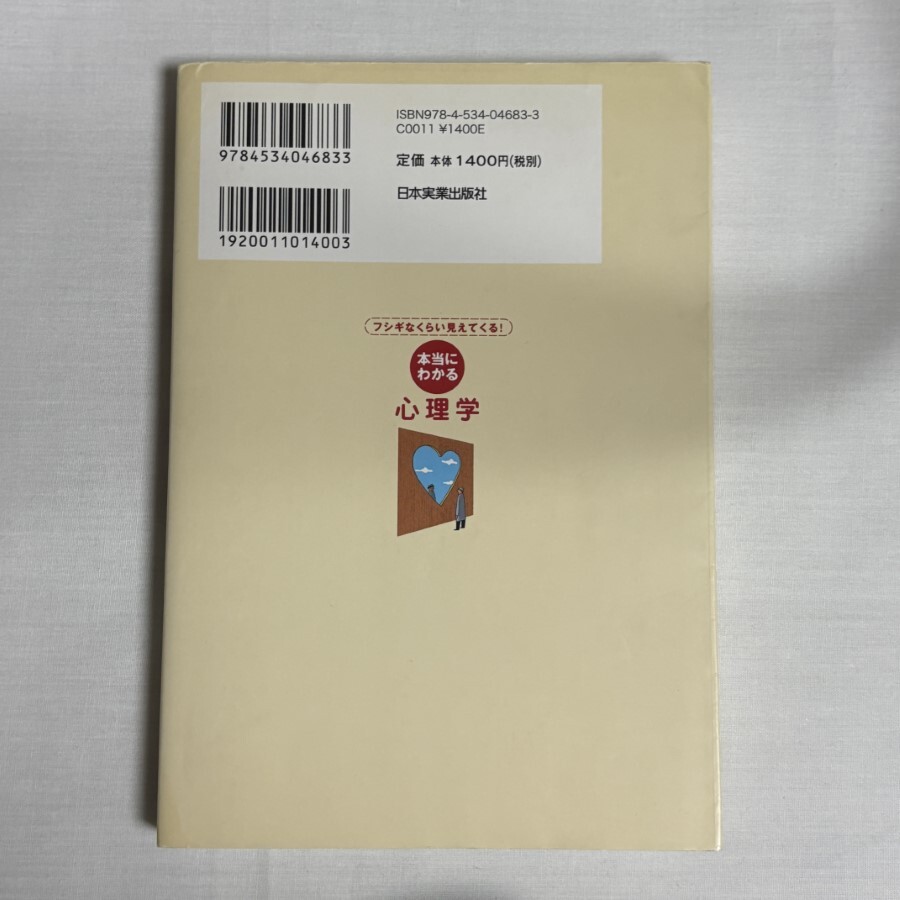 ISBN978-4-534-04683-3
C0011 ¥1400E
9784534046833
定価 本体1400円(税別)
日本実業出版社
1920011014003
フシギなくらい見えてくる!
本当に
わかる
心理学